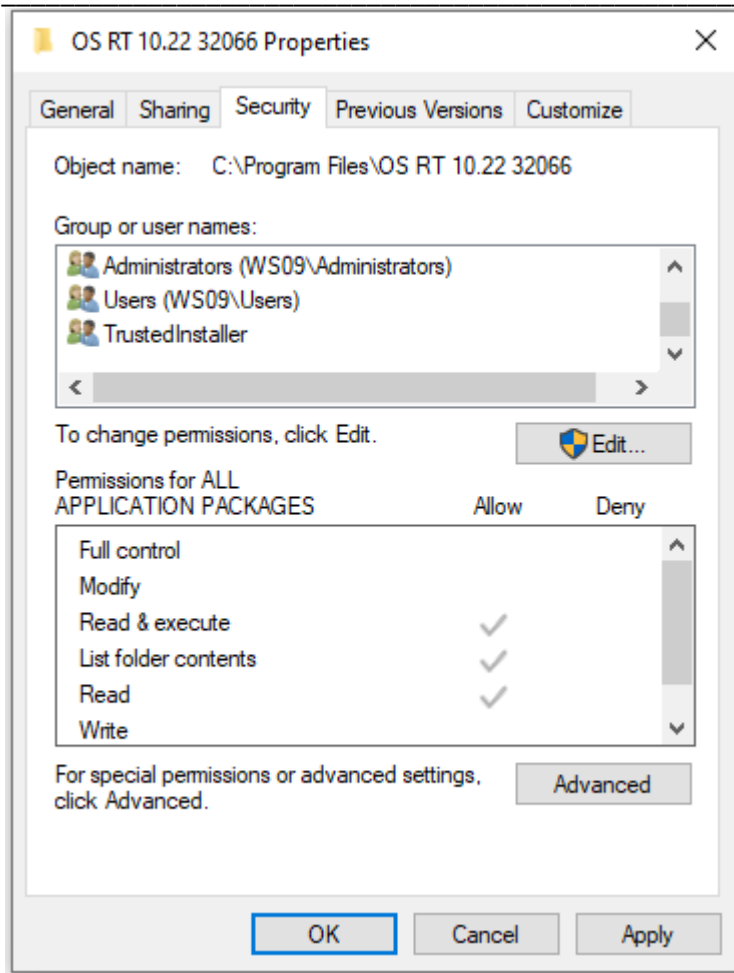 OS RT 10.22 32066 Properties
General Sharing Security Previous Versions Customize
Object name: C:\Program Files\OS RT 10.22 32066
Group or user names:
Administrators (WS09\Administrators)
Users (WS09\Users)
TrustedInstaller
To change permissions, click Edit.
Edit...
Permissions for ALL
APPLICATION PACKAGES Allow Deny
Full control
Modify
Read & execute
List folder contents
Read
Write
For special permissions or advanced settings,
click Advanced.
Advanced
OK Cancel Apply